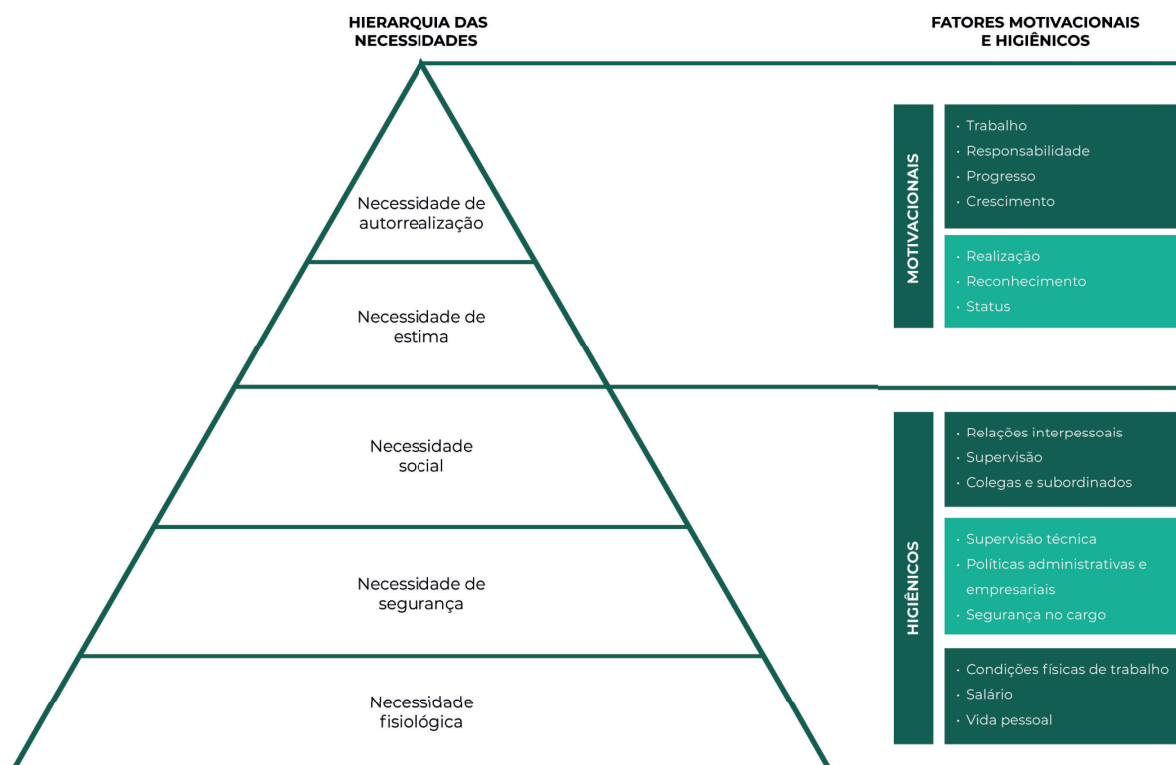 HIERARQUIA DAS
NECESSIDADES
FATORES MOTIVACIONAIS
E HIGIÊNICOS
Necessidade de
autorrealização
Necessidade de
estima
Necessidade
social
Necessidade de
segurança
Necessidade
fisiológica
MOTIVACIONAIS
· Trabalho
· Responsabilidade
· Progresso
· Crescimento
· Realização
· Reconhecimento
· Status
HIGIÊNICOS
· Relações interpessoais
· Supervisão
· Colegas e subordinados
· Supervisão técnica
· Políticas administrativas e
empresariais
· Segurança no cargo
· Condições físicas de trabalho
· Salário
· Vida pessoal